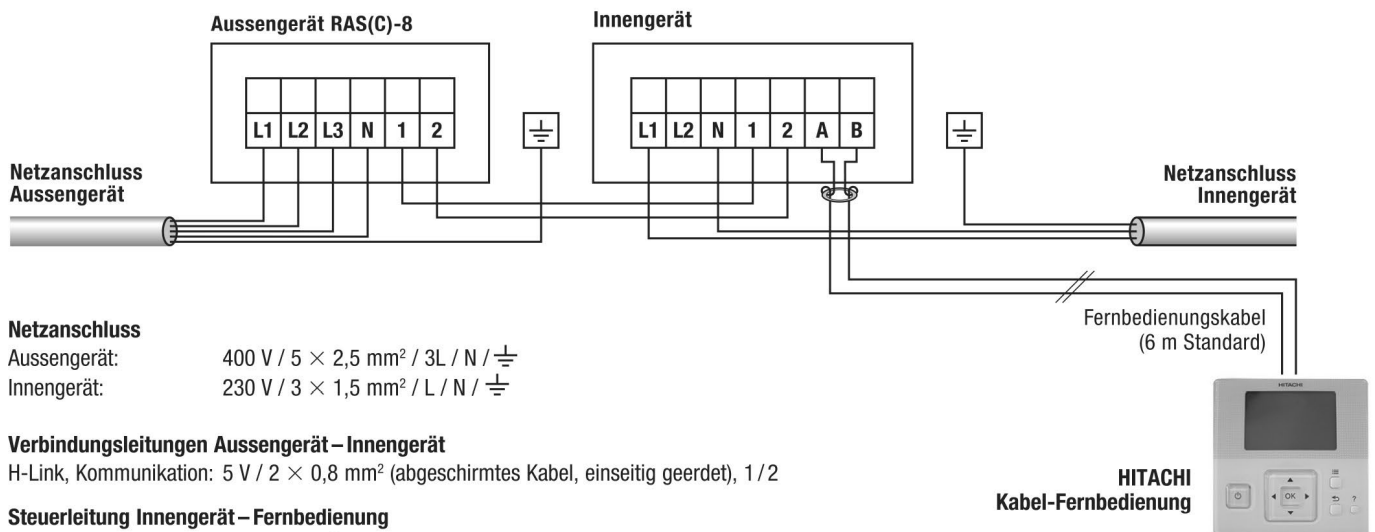 Aussengerät RAS(C)-8
Innengerät
L1 L2 L3 N 1 2
L1 L2 N 1 2 A B
Netzanschluss
Aussengerät
Netzanschluss
Innengerät
Fernbedienungskabel
(6 m Standard)
Netzanschluss
Aussengerät: 400 V / 5 × 2,5 mm² / 3L / N / ⏚
Innengerät: 230 V / 3 × 1,5 mm² / L / N / ⏚
Verbindungsleitungen Aussengerät – Innengerät
H-Link, Kommunikation: 5 V / 2 × 0,8 mm² (abgeschirmtes Kabel, einseitig geerdet), 1 / 2
Steuerleitung Innengerät – Fernbedienung
HITACHI
Kabel-Fernbedienung
HITACHI
OK
?